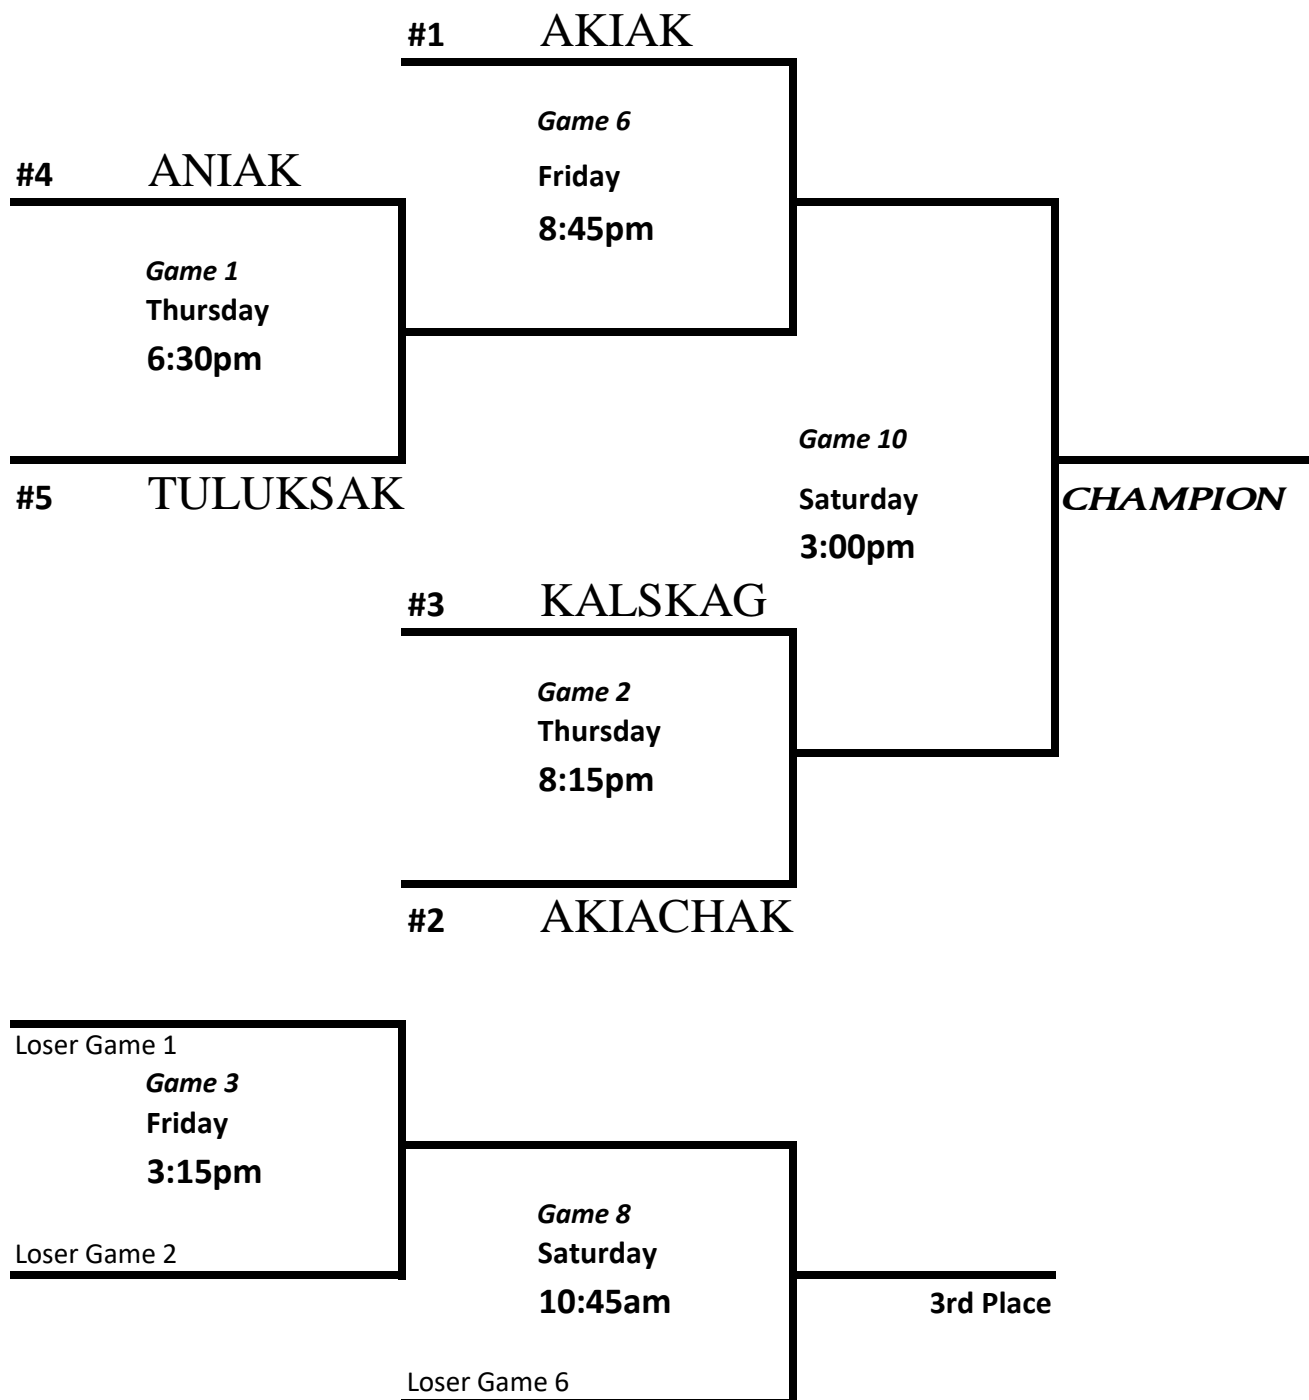 #1 AKIAK
Game 6
Friday
8:45pm
#4 ANIAK
Game 1
Thursday
6:30pm
#5 TULUKSAK
Game 10
Saturday
3:00pm
CHAMPION
#3 KALSKAG
Game 2
Thursday
8:15pm
#2 AKIACHAK
Loser Game 1
Game 3
Friday
3:15pm
Loser Game 2
Game 8
Saturday
10:45am
3rd Place
Loser Game 6